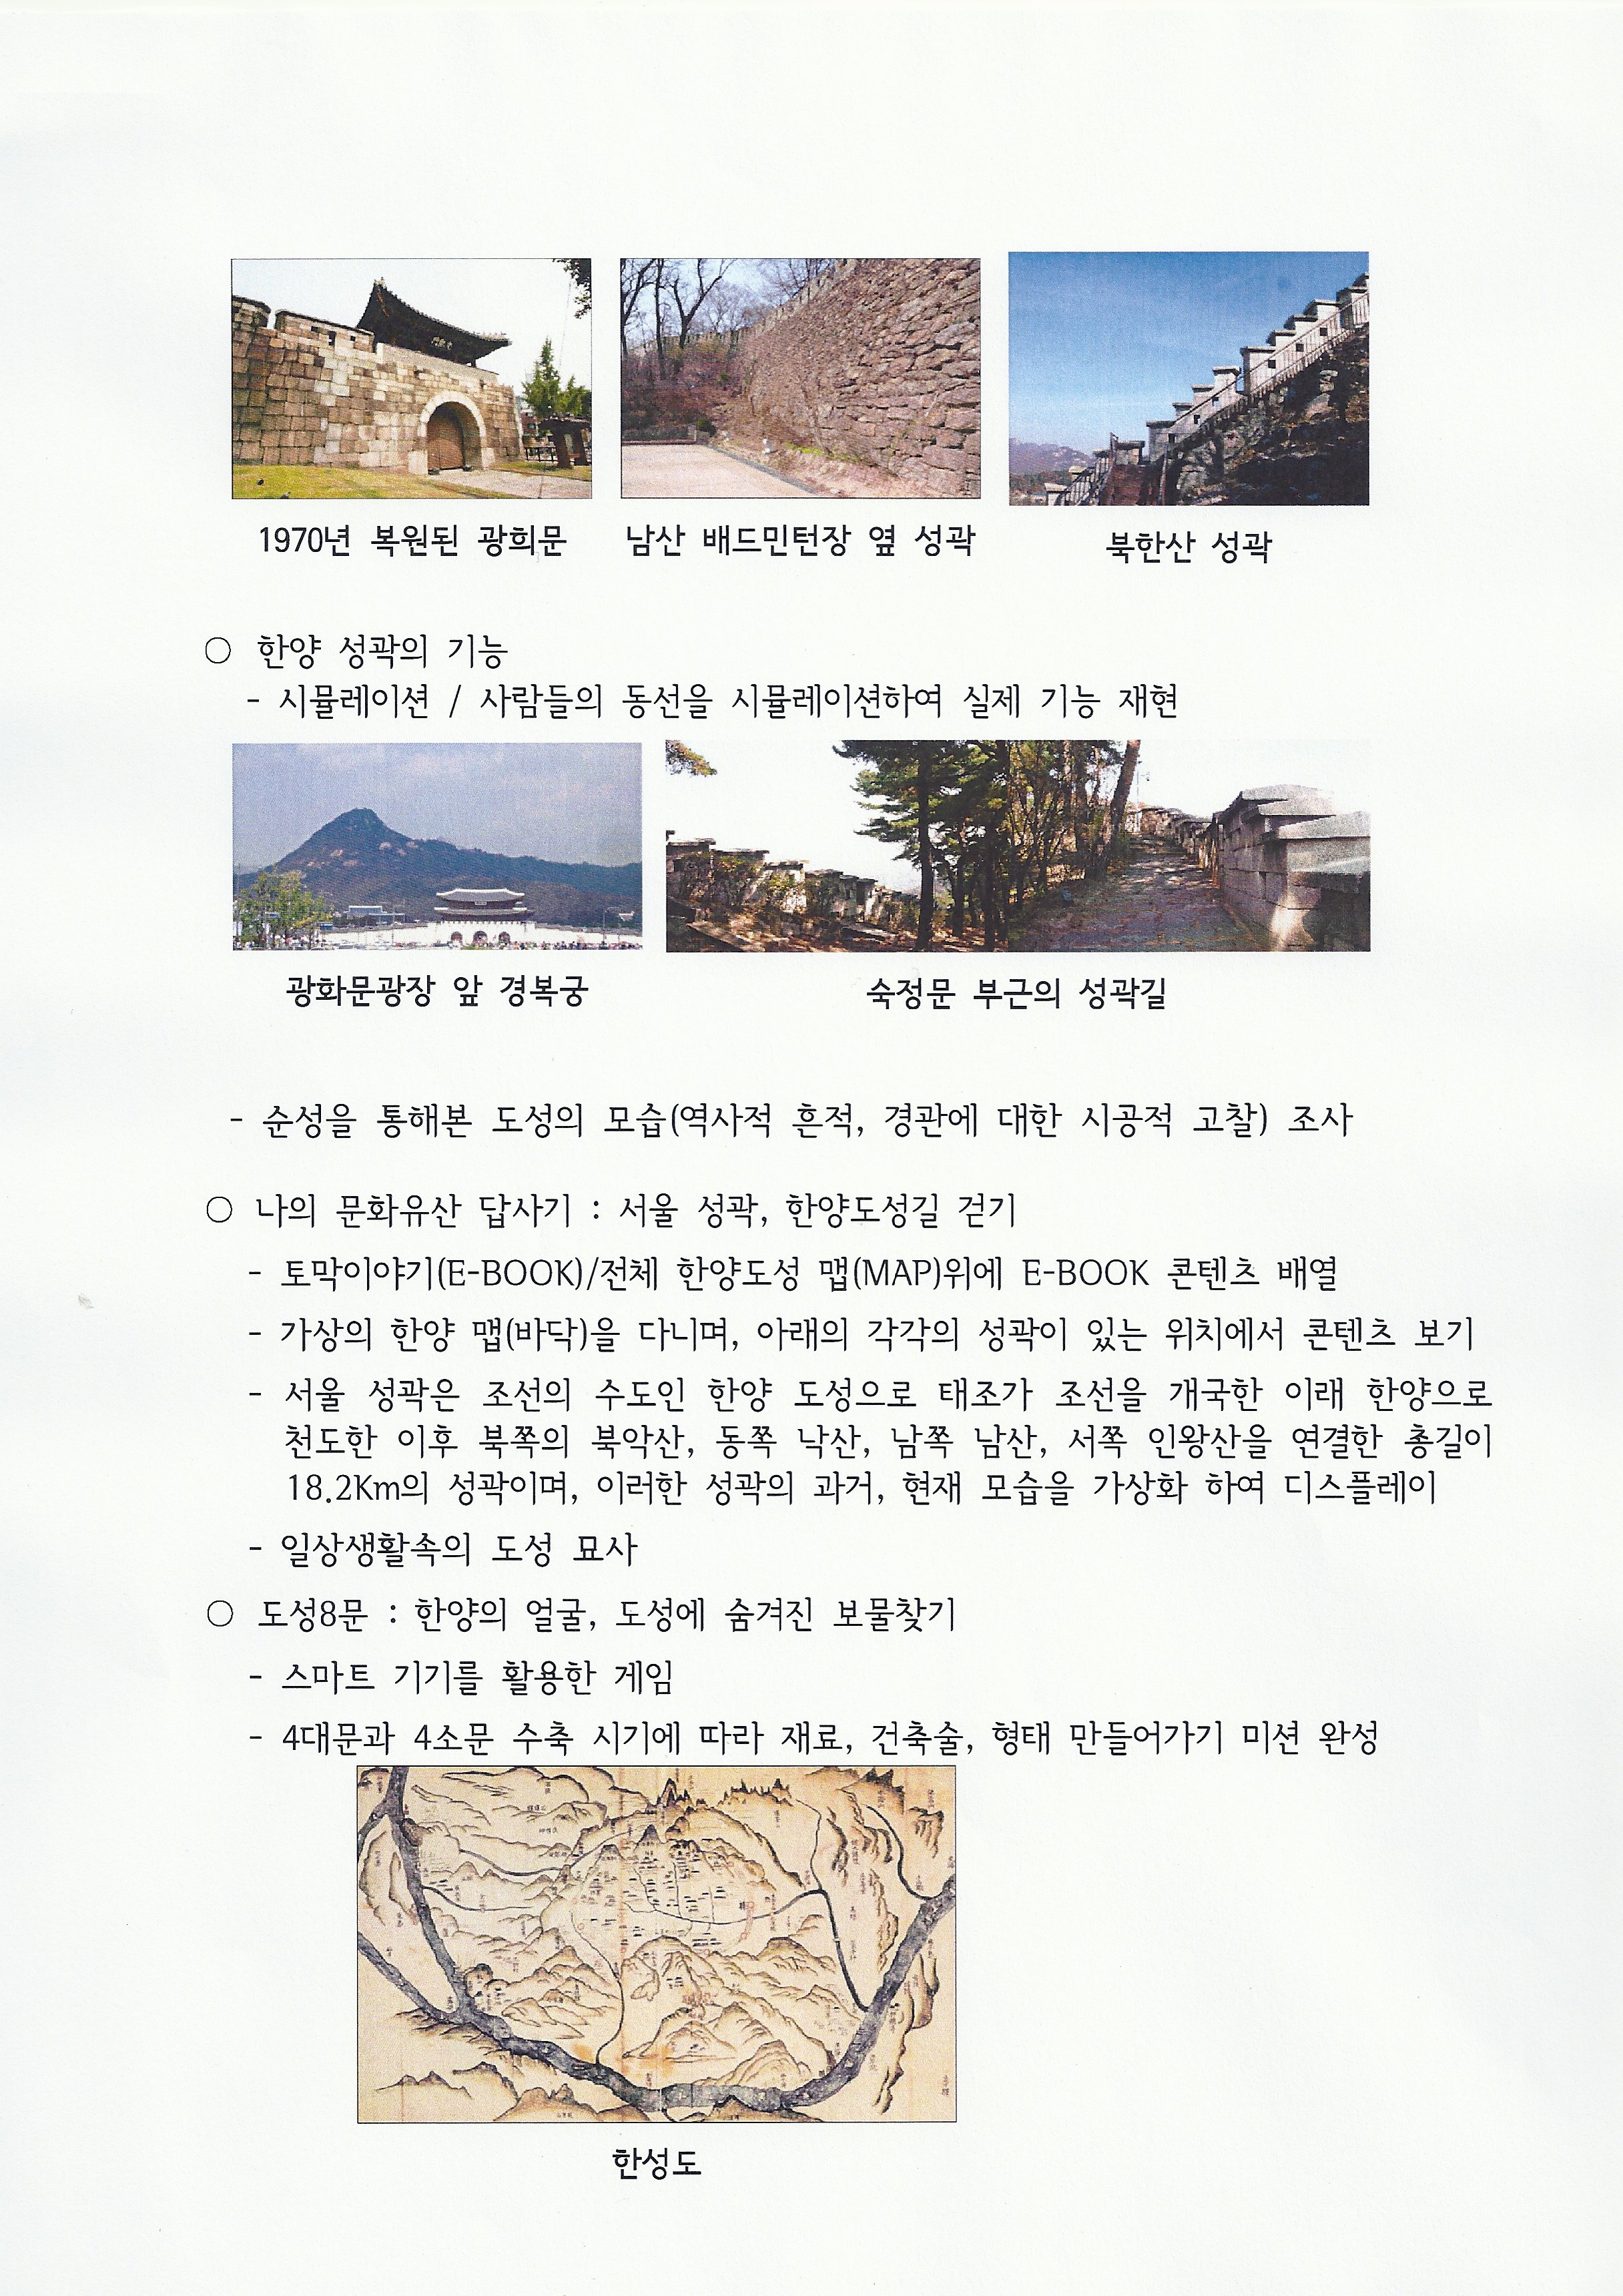 1970년 복원된 광희문
남산 배드민턴장 옆 성곽
북한산 성곽
○ 한양 성곽의 기능
- 시뮬레이션 / 사람들의 동선을 시뮬레이션하여 실제 기능 재현
광화문광장 앞 경복궁
숙정문 부근의 성곽길
- 순성을 통해본 도성의 모습(역사적 흔적, 경관에 대한 시공적 고찰) 조사
○ 나의 문화유산 답사기 : 서울 성곽, 한양도성길 걷기
- 토막이야기(E-BOOK)/전체 한양도성 맵(MAP)위에 E-BOOK 콘텐츠 배열
- 가상의 한양 맵(바닥)을 다니며, 아래의 각각의 성곽이 있는 위치에서 콘텐츠 보기
- 서울 성곽은 조선의 수도인 한양 도성으로 태조가 조선을 개국한 이래 한양으로
천도한 이후 북쪽의 북악산, 동쪽 낙산, 남쪽 남산, 서쪽 인왕산을 연결한 총길이
18.2Km의 성곽이며, 이러한 성곽의 과거, 현재 모습을 가상화 하여 디스플레이
- 일상생활속의 도성 묘사
○ 도성8문 : 한양의 얼굴, 도성에 숨겨진 보물찾기
- 스마트 기기를 활용한 게임
- 4대문과 4소문 수축 시기에 따라 재료, 건축술, 형태 만들어가기 미션 완성
한성도